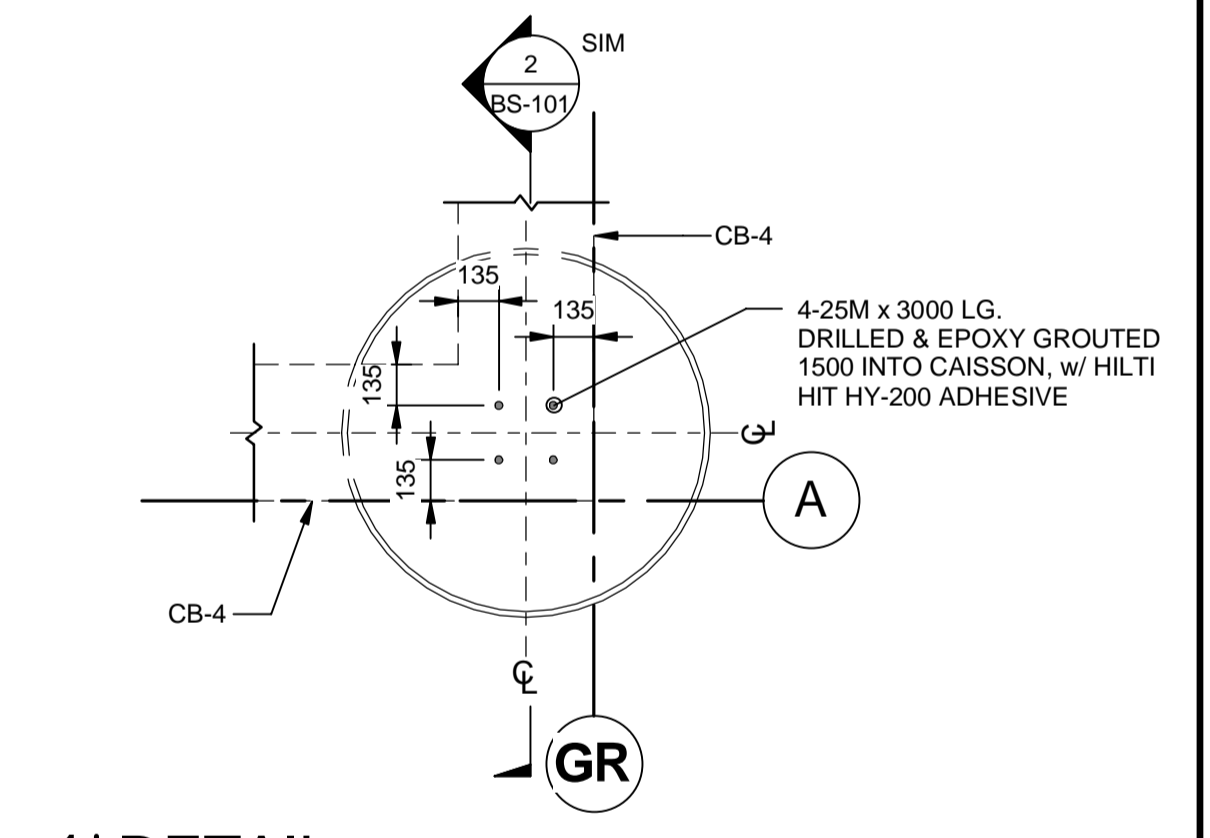 SIM
2
BS-101
CB-4
135
135
4-25M x 3000 LG.
DRILLED & EPOXY GROUTED
1500 INTO CAISSON, w/ HILTI
HIT HY-200 ADHESIVE
135
℄
135
A
CB-4
℄
GR
DETAIL